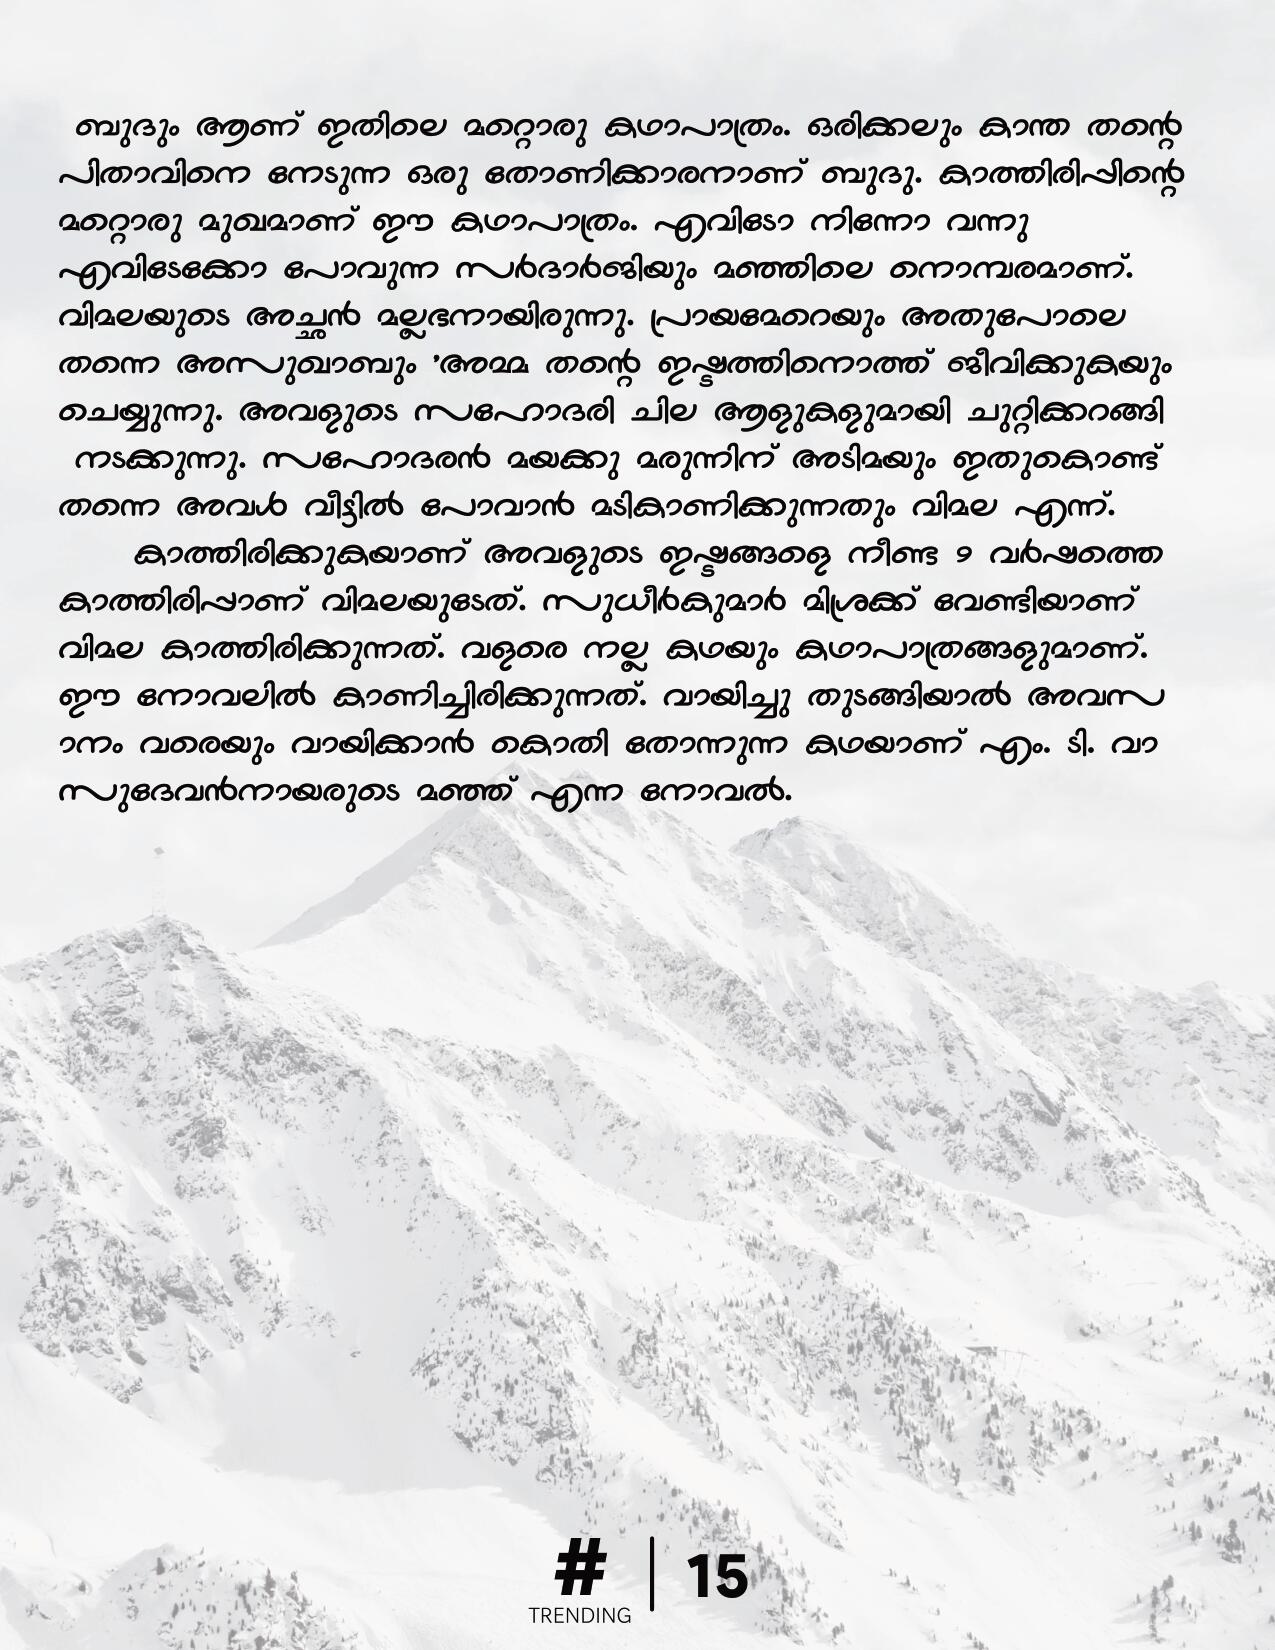 ബുദും ആണ് ഇതിലെ മറ്റൊരു കഥാപാത്രം. ഒരിക്കലും കാന്ത തന്റെ
പിതാവിനെ നേടുന്ന ഒരു തോണിക്കാരനാണ് ബുദു. കാത്തിരിപ്പിന്റെ
മറ്റൊരു മുഖമാണ് ഈ കഥാപാത്രം. എവിടോ നിന്നോ വന്നു
എവിടേക്കോ പോവുന്ന സർദാർജിയും മഞ്ഞിലെ നൊമ്പരമാണ്.
വിമലയുടെ അച്ഛൻ മല്ലഭനായിരുന്നു. പ്രായമേറെയും അതുപോലെ
തന്നെ അസുഖാബും 'അമ്മ തന്റെ ഇഷ്ടത്തിനൊത്ത് ജീവിക്കുകയും
ചെയ്യുന്നു. അവളുടെ സഹോദരി ചില ആളുകളുമായി ചുറ്റിക്കറങ്ങി
നടക്കുന്നു. സഹോദരൻ മയക്കു മരുന്നിന് അടിമയും ഇതുകൊണ്ട്
തന്നെ അവൾ വീട്ടിൽ പോവാൻ മടികാണിക്കുന്നതും വിമല എന്ന്.
കാത്തിരിക്കുകയാണ് അവളുടെ ഇഷ്ടങ്ങളെ നീണ്ട 9 വർഷത്തെ
കാത്തിരിപ്പാണ് വിമലയുടേത്. സുധീർകുമാർ മിശ്രക്ക് വേണ്ടിയാണ്
വിമല കാത്തിരിക്കുന്നത്. വളരെ നല്ല കഥയും കഥാപാത്രങ്ങളുമാണ്.
ഈ നോവലിൽ കാണിച്ചിരിക്കുന്നത്. വായിച്ചു തുടങ്ങിയാൽ അവസ
ാനം വരെയും വായിക്കാൻ കൊതി തോന്നുന്ന കഥയാണ് എം. ടി. വാ
സുദേവൻനായരുടെ മഞ്ഞ് എന്ന നോവൽ.
# | 15
TRENDING